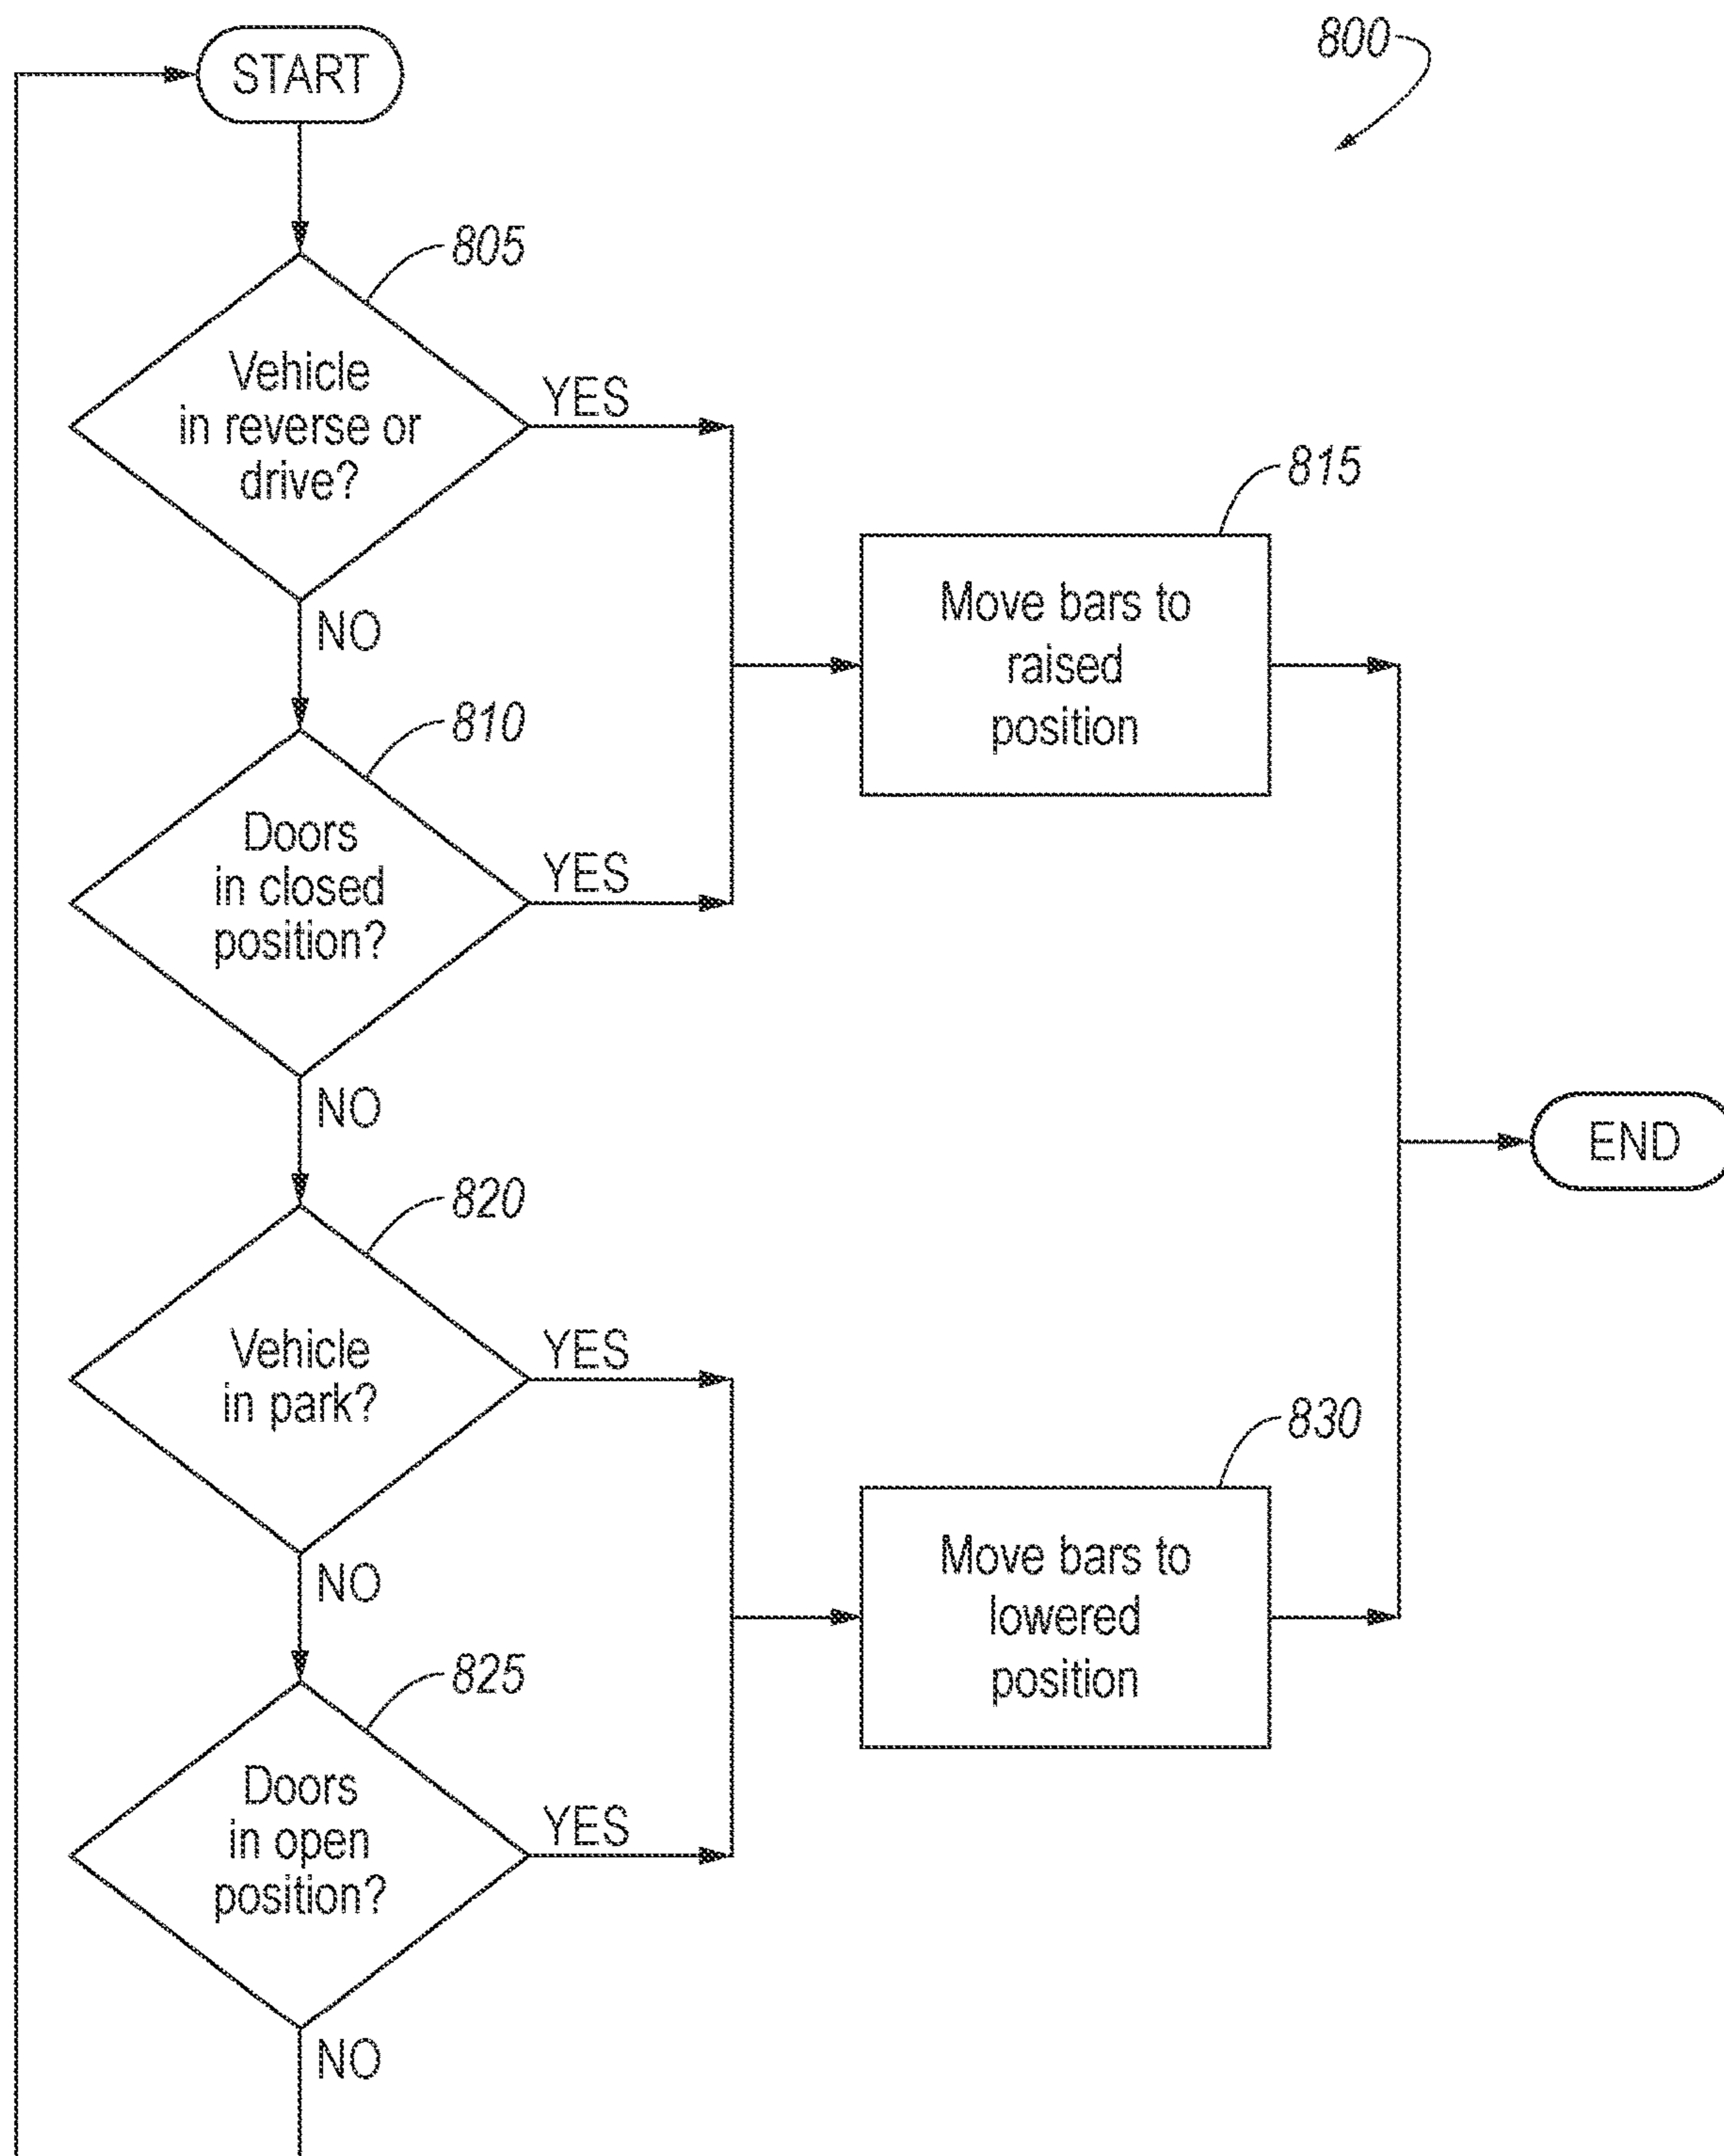 800
START
805
Vehicle
in reverse or
drive?
YES
NO
815
Move bars to
raised
position
810
Doors
in closed
position?
YES
NO
END
820
Vehicle
in park?
YES
NO
830
Move bars to
lowered
position
825
Doors
in open
position?
YES
NO